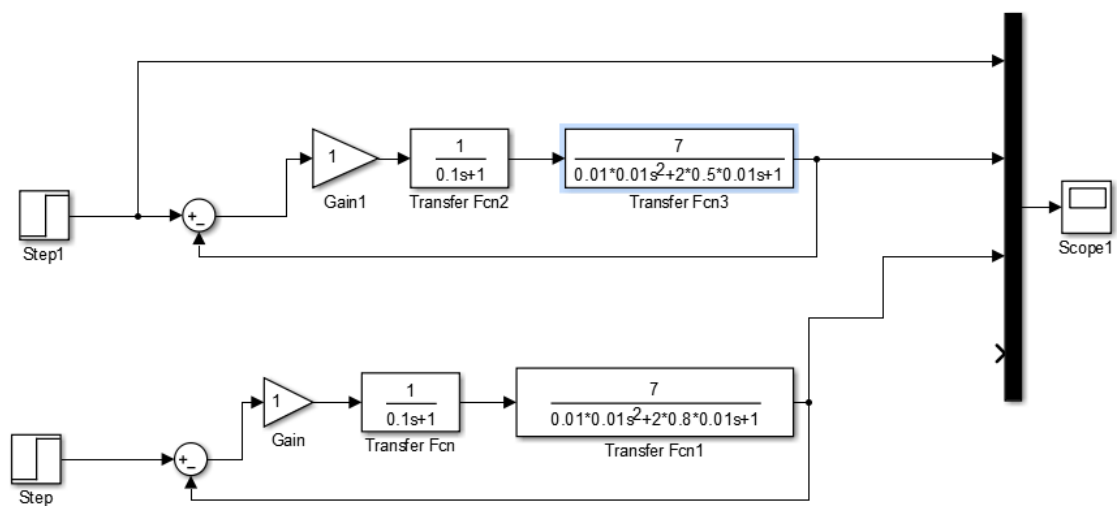 1
Gain1
1
0.1s+1
Transfer Fcn2
7
0.01*0.01s²+2*0.5*0.01s+1
Transfer Fcn3
+
−
Step1
Scope1
1
Gain
1
0.1s+1
Transfer Fcn
7
0.01*0.01s²+2*0.8*0.01s+1
Transfer Fcn1
+
−
Step